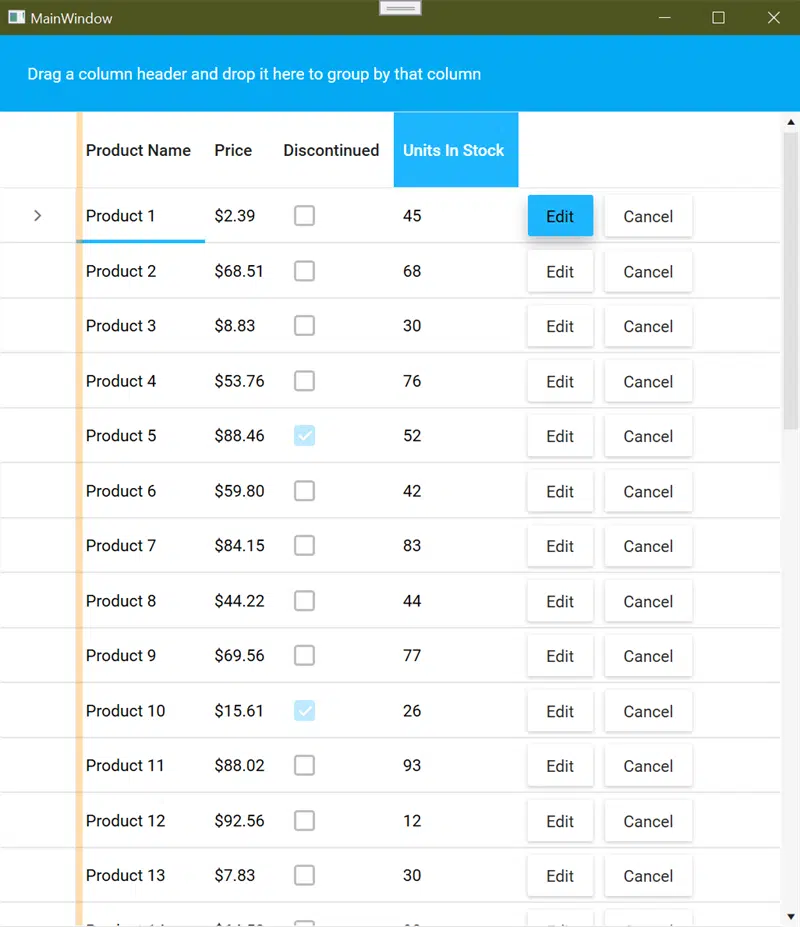 MainWindow
Drag a column header and drop it here to group by that column
Product Name Price Discontinued Units In Stock
Product 1 $2.39 45 Edit Cancel
Product 2 $68.51 68 Edit Cancel
Product 3 $8.83 30 Edit Cancel
Product 4 $53.76 76 Edit Cancel
Product 5 $88.46 52 Edit Cancel
Product 6 $59.80 42 Edit Cancel
Product 7 $84.15 83 Edit Cancel
Product 8 $44.22 44 Edit Cancel
Product 9 $69.56 77 Edit Cancel
Product 10 $15.61 26 Edit Cancel
Product 11 $88.02 93 Edit Cancel
Product 12 $92.56 12 Edit Cancel
Product 13 $7.83 30 Edit Cancel